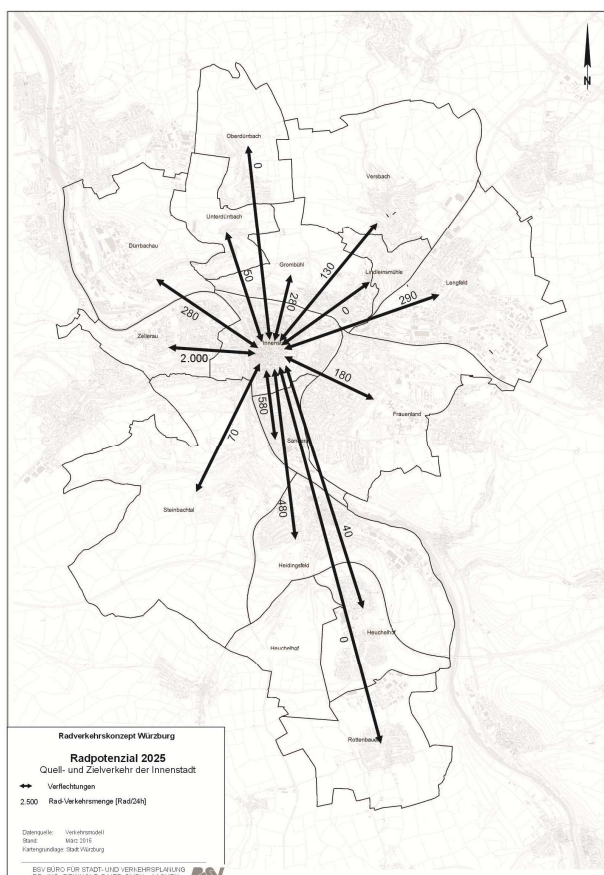 N
Oberdürrbach
0
Versbach
Unterdürrbach
50
Dürrbachau
Grombühl
280
130
Lindleinsmühle
0
Lengfeld
290
280
Zellerau
2.000
180
Frauenland
580
70
Steinbachtal
480
40
Heidingsfeld
Heuchelhof
Heuchelhof
0
Rottenbauer
Radverkehrskonzept Würzburg
Radpotenzial 2025
Quell- und Zielverkehr der Innenstadt
Verflechtungen
2.500 Rad-Verkehrsmenge [Rad/24h]
Datenquelle: Verkehrsmodell
Stand: März 2015
Kartengrundlage: Stadt Würzburg
BSV BÜRO FÜR STADT- UND VERKEHRSPLANUNG
BSV